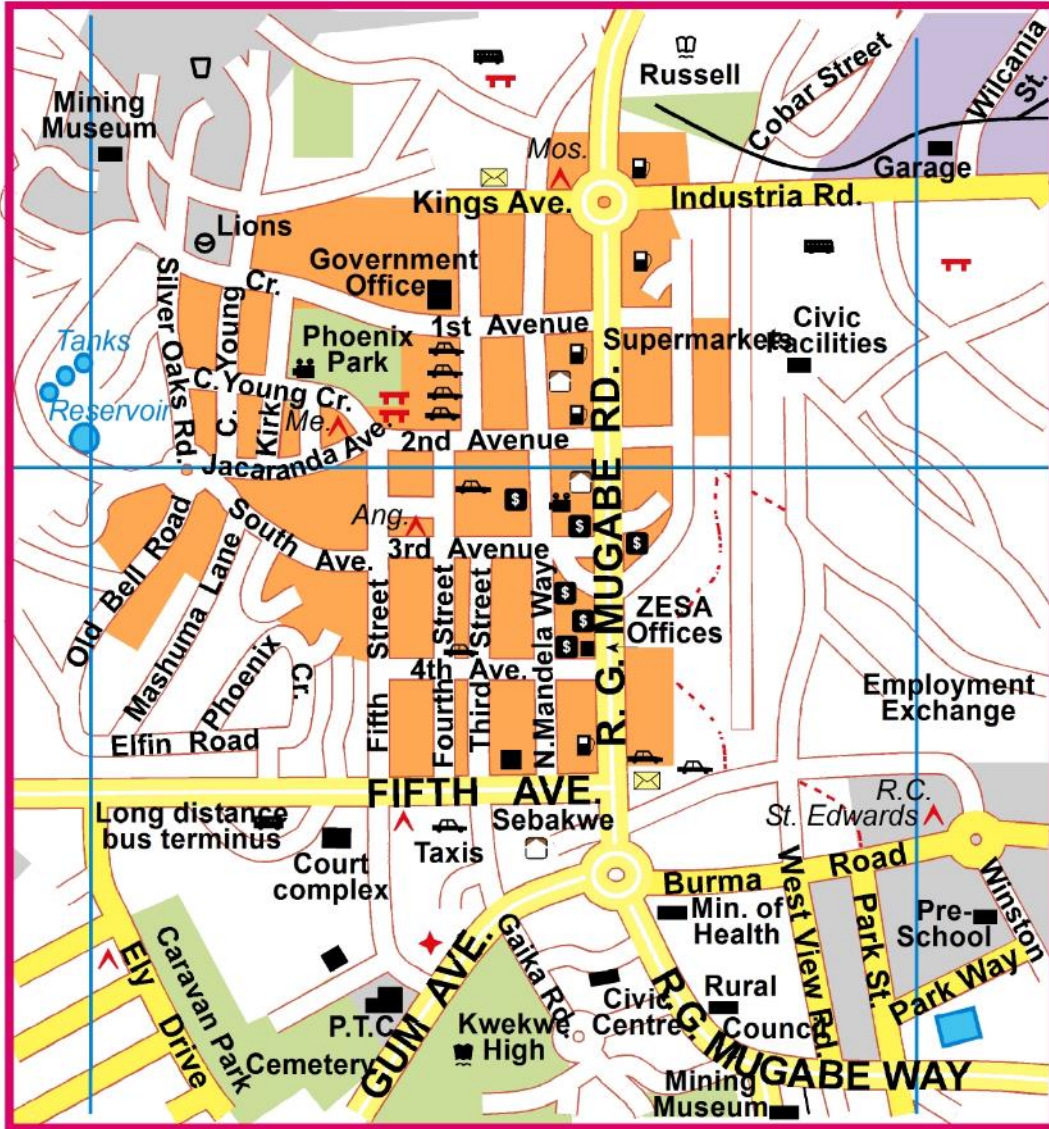 Russell
Cobar Street
Wilcania
St.
Mining
Museum
Mos.
Garage
Kings Ave.
Industria Rd.
Lions
Government
Office
Silver Oaks Rd.
C. Young
Cr.
1st Avenue
Supermarkets
Civic
Facilities
Phoenix
Park
Tanks
C.Young Cr.
Reservoir
Kirk
Me.
2nd Avenue
Jacaranda Ave.
R. G. MUGABE RD.
Ang.
South
Ave.
3rd Avenue
Old Bell Road
Mashuma Lane
Phoenix
Cr.
Fifth Street
Fourth Street
Third Street
N.Mandela Way
ZESA
Offices
4th Ave.
Employment
Exchange
Elfin Road
FIFTH AVE.
R.C.
St. Edwards
Long distance
bus terminus
Court
complex
Taxis
Sebakwe
Burma Road
Min. of
Health
West View Rd.
Park St.
Pre-
School
Winston
Park Way
Ely Drive
Caravan Park
P.T.C.
Cemetery
GUM AVE.
Gaika Rd.
Kwekwe
High
Civic
Centre
Rural
Council
R.G. MUGABE WAY
Mining
Museum
$
$
$
$
$
$